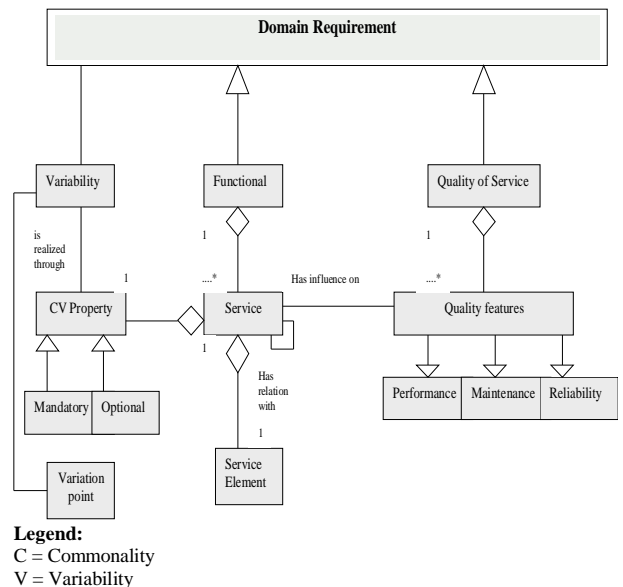 Domain Requirement
Variability
Functional
Quality of Service
is
realized
through
1
1
1
....*
Has influence on
....*
CV Property
Service
Quality features
1
Mandatory
Optional
Has
relation
with
Performance
Maintenance
Reliability
1
Variation
point
Service
Element
Legend:
C = Commonality
V = Variability